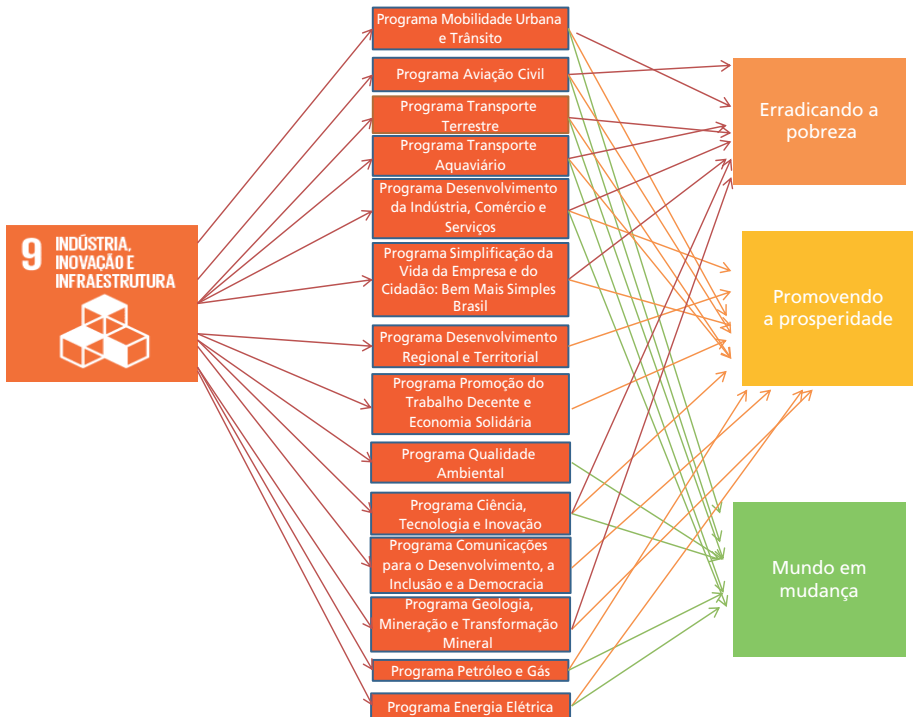 9
INDÚSTRIA,
INOVAÇÃO E
INFRAESTRUTURA
Programa Mobilidade Urbana
e Trânsito
Programa Aviação Civil
Programa Transporte
Terrestre
Programa Transporte
Aquaviário
Programa Desenvolvimento
da Indústria, Comércio e
Serviços
Programa Simplificação da
Vida da Empresa e do
Cidadão: Bem Mais Simples
Brasil
Programa Desenvolvimento
Regional e Territorial
Programa Promoção do
Trabalho Decente e
Economia Solidária
Programa Qualidade
Ambiental
Programa Ciência,
Tecnologia e Inovação
Programa Comunicações
para o Desenvolvimento, a
Inclusão e a Democracia
Programa Geologia,
Mineração e Transformação
Mineral
Programa Petróleo e Gás
Programa Energia Elétrica
Erradicando a
pobreza
Promovendo
a prosperidade
Mundo em
mudança